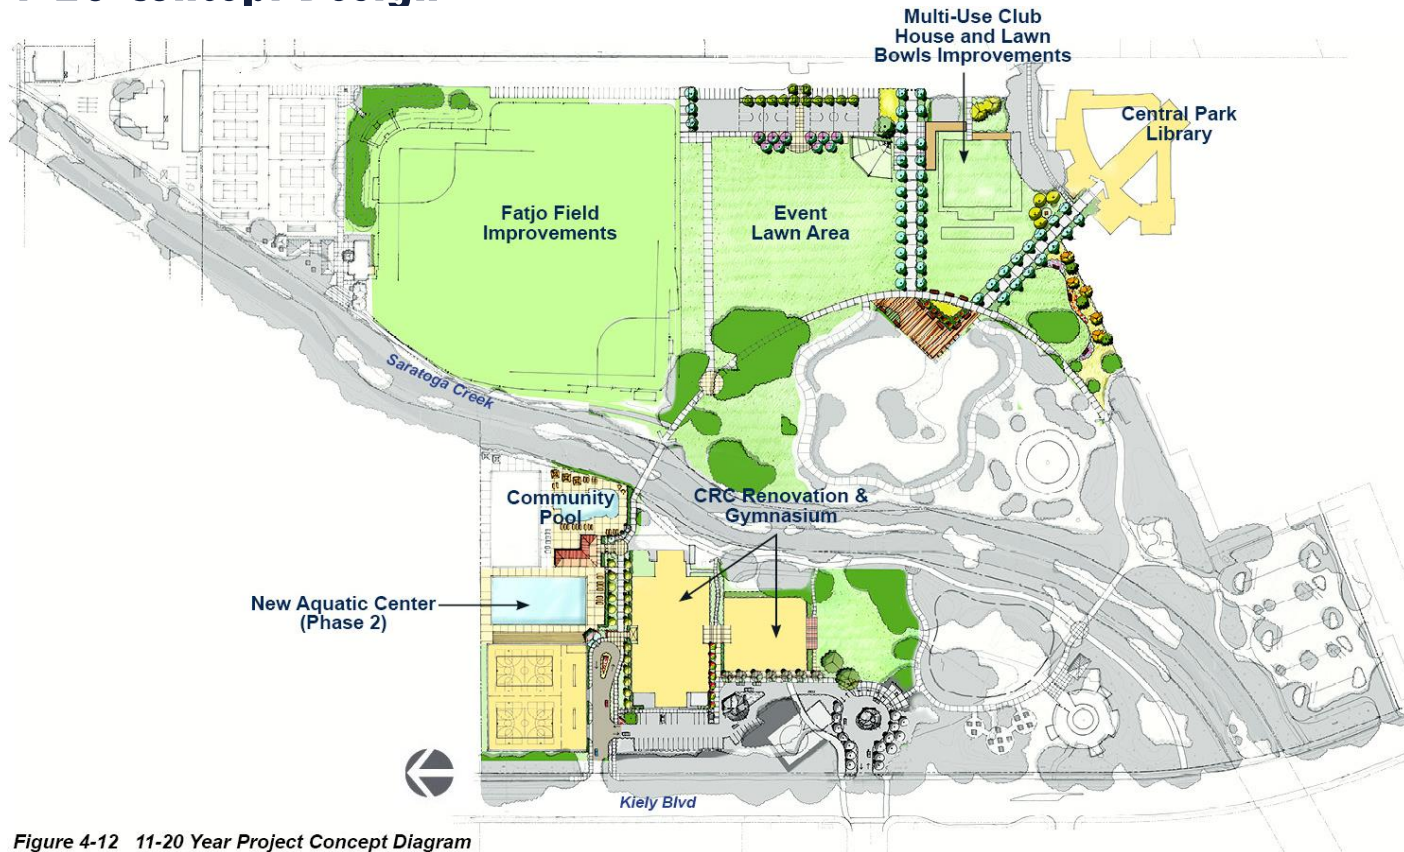 Multi-Use Club
House and Lawn
Bowls Improvements
Central Park
Library
Fatjo Field
Improvements
Event
Lawn Area
Saratoga Creek
Community
Pool
CRC Renovation &
Gymnasium
New Aquatic Center
(Phase 2)
Kiely Blvd
Figure 4-12 11-20 Year Project Concept Diagram